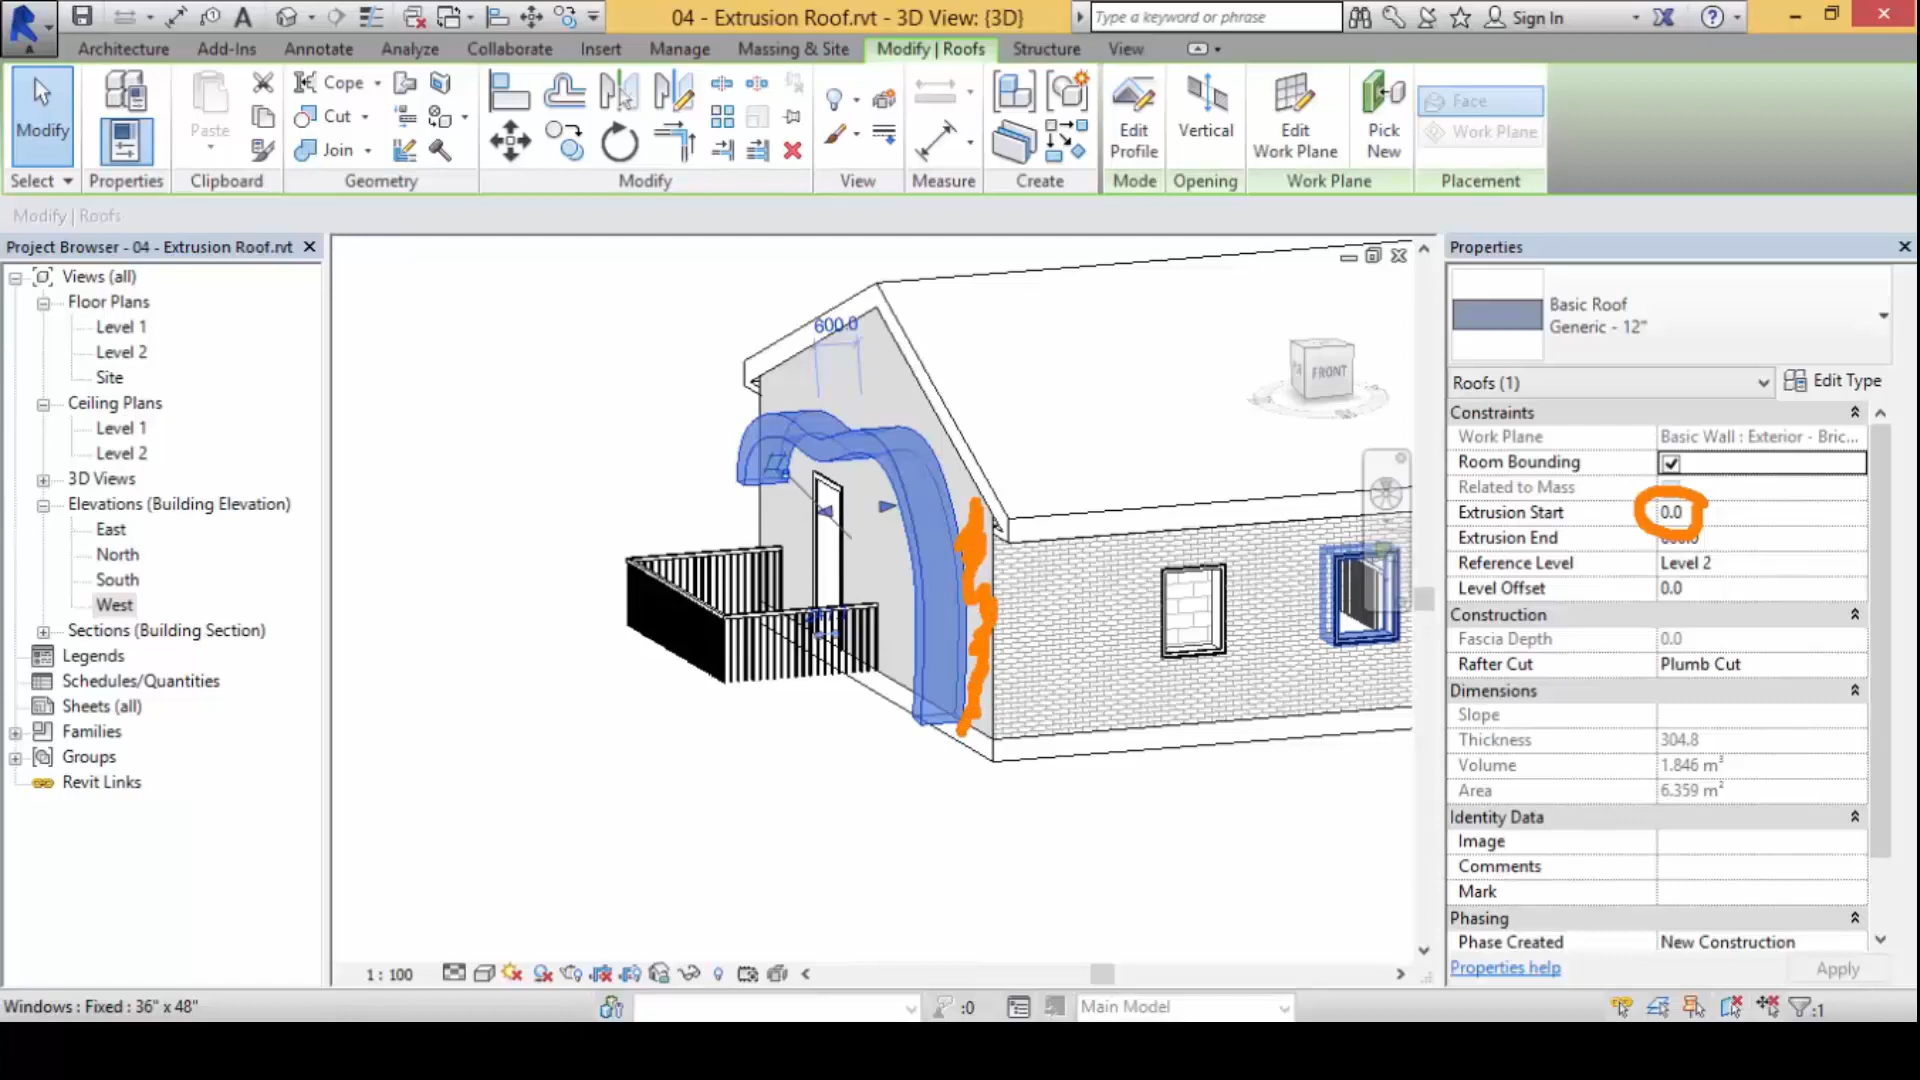 04 - Extrusion Roof.rvt - 3D View: {3D}
Type a keyword or phrase
Sign In
Architecture Add-Ins Annotate Analyze Collaborate Insert Manage Massing & Site Modify | Roofs Structure View
Modify
Paste
Cope
Cut
Join
Edit Profile
Vertical
Edit Work Plane
Pick New
Face
Work Plane
Select Properties Clipboard Geometry Modify View Measure Create Mode Opening Work Plane Placement
Modify | Roofs
Project Browser - 04 - Extrusion Roof.rvt
Views (all)
Floor Plans
Level 1
Level 2
Site
Ceiling Plans
Level 1
Level 2
3D Views
Elevations (Building Elevation)
East
North
South
West
Sections (Building Section)
Legends
Schedules/Quantities
Sheets (all)
Families
Groups
Revit Links
600.0
FRONT
Properties
Basic Roof
Generic - 12"
Roofs (1)
Edit Type
Constraints
Work Plane Basic Wall : Exterior - Bric...
Room Bounding
Related to Mass
Extrusion Start 0.0
Extrusion End
Reference Level Level 2
Level Offset 0.0
Construction
Fascia Depth 0.0
Rafter Cut Plumb Cut
Dimensions
Slope
Thickness 304.8
Volume 1.846 m³
Area 6.359 m²
Identity Data
Image
Comments
Mark
Phasing
Phase Created New Construction
Properties help
Apply
1 : 100
Windows : Fixed : 36" x 48"
:0
Main Model
:1